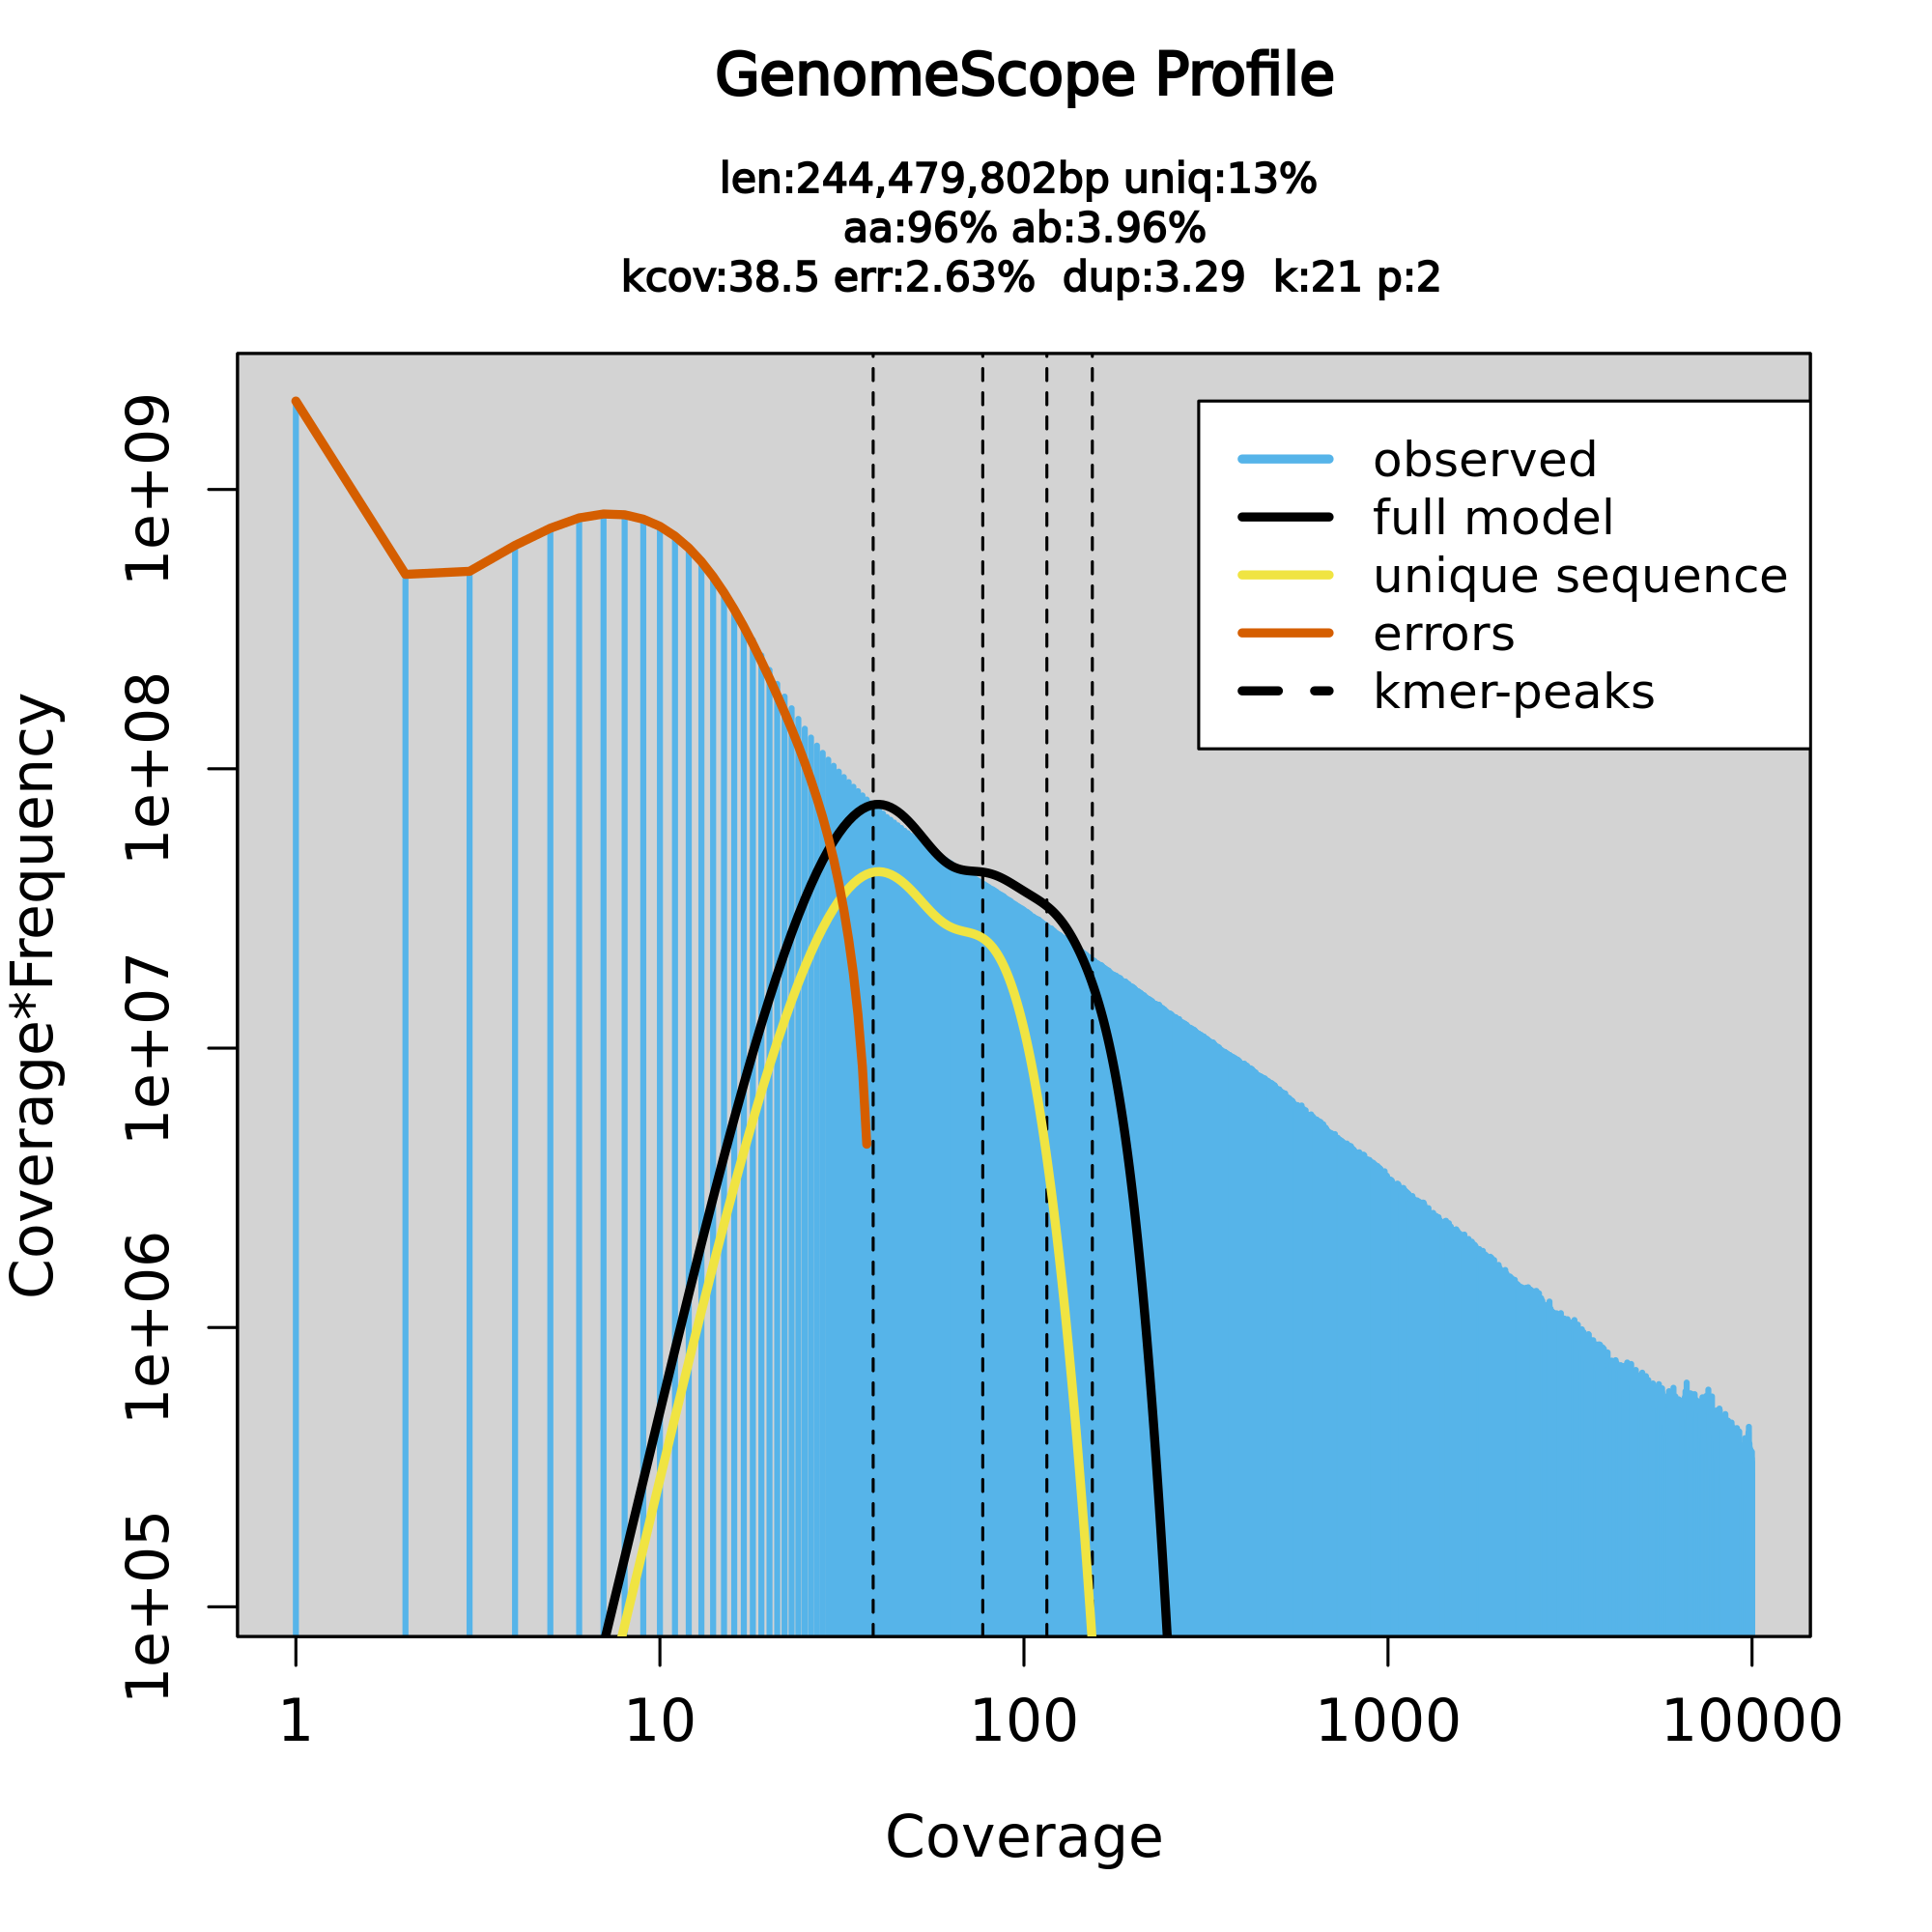 GenomeScope Profile
len:244,479,802bp uniq:13%
aa:96% ab:3.96%
kcov:38.5 err:2.63% dup:3.29 k:21 p:2
observed
full model
unique sequence
errors
kmer-peaks
Coverage*Frequency
1e+09
1e+08
1e+07
1e+06
1e+05
1 10 100 1000 10000
Coverage